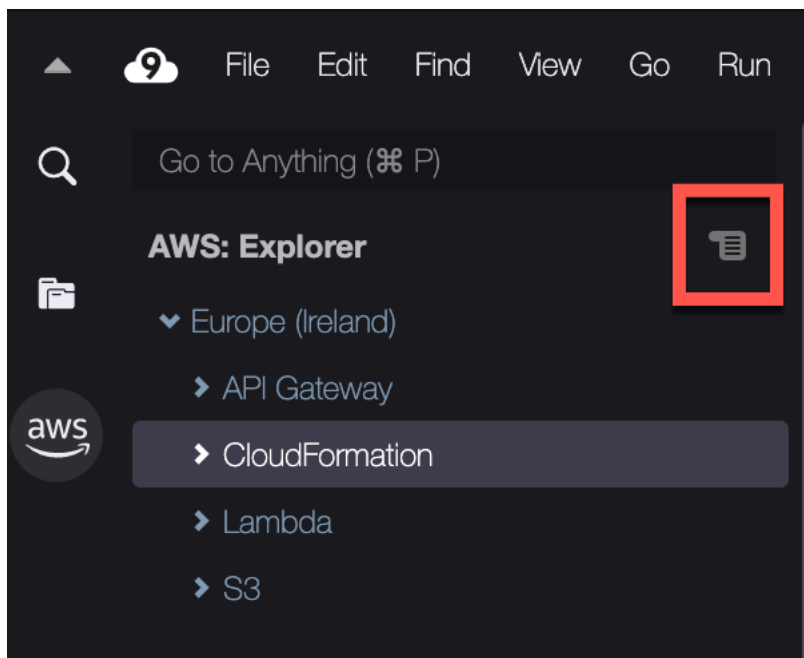 9 File Edit Find View Go Run
Go to Anything (⌘ P)
AWS: Explorer
Europe (Ireland)
API Gateway
aws
CloudFormation
Lambda
S3